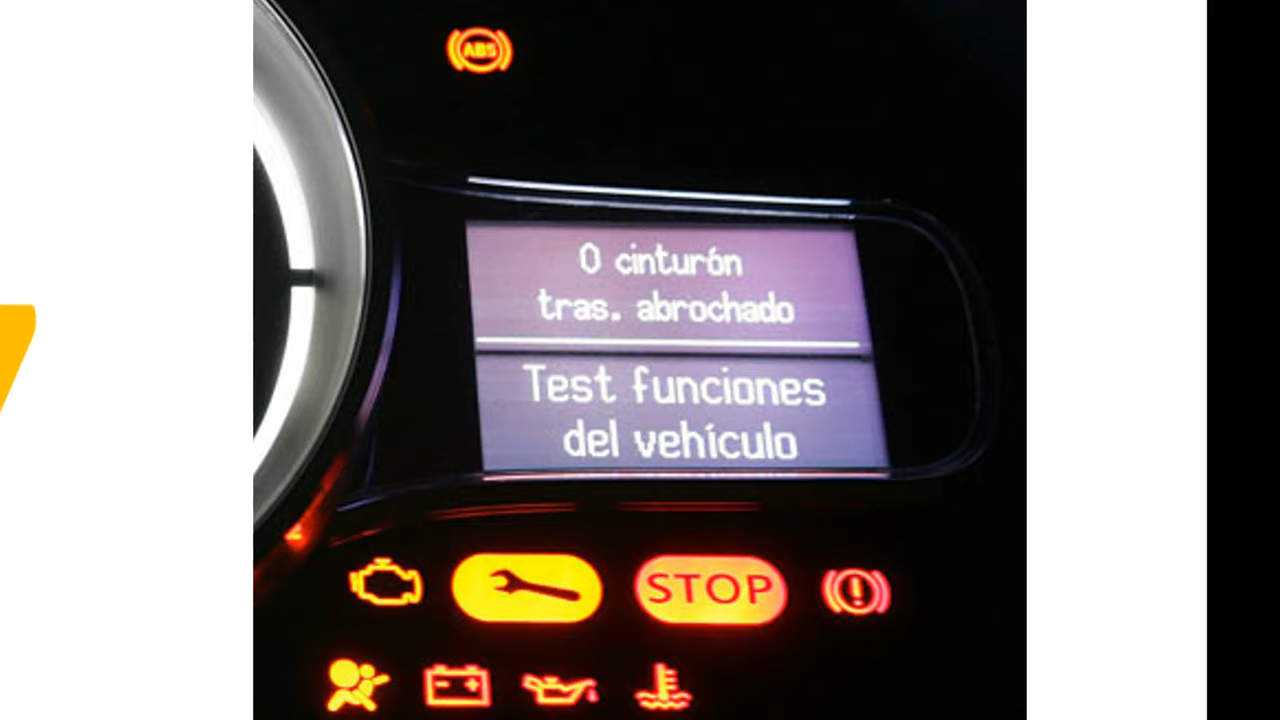 ABS
0 cinturón
tras. abrochado
Test funciones
del vehículo
STOP